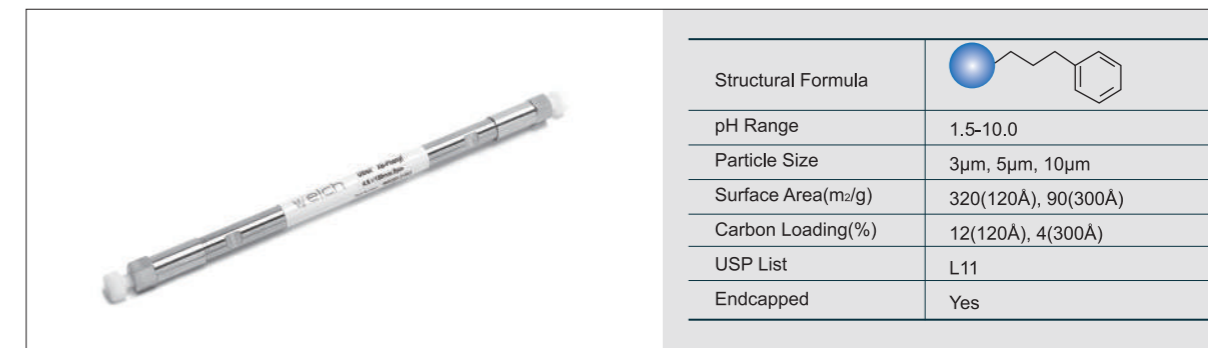 Welch
Structural Formula
pH Range 1.5-10.0
Particle Size 3μm, 5μm, 10μm
Surface Area(m2/g) 320(120Å), 90(300Å)
Carbon Loading(%) 12(120Å), 4(300Å)
USP List L11
Endcapped Yes